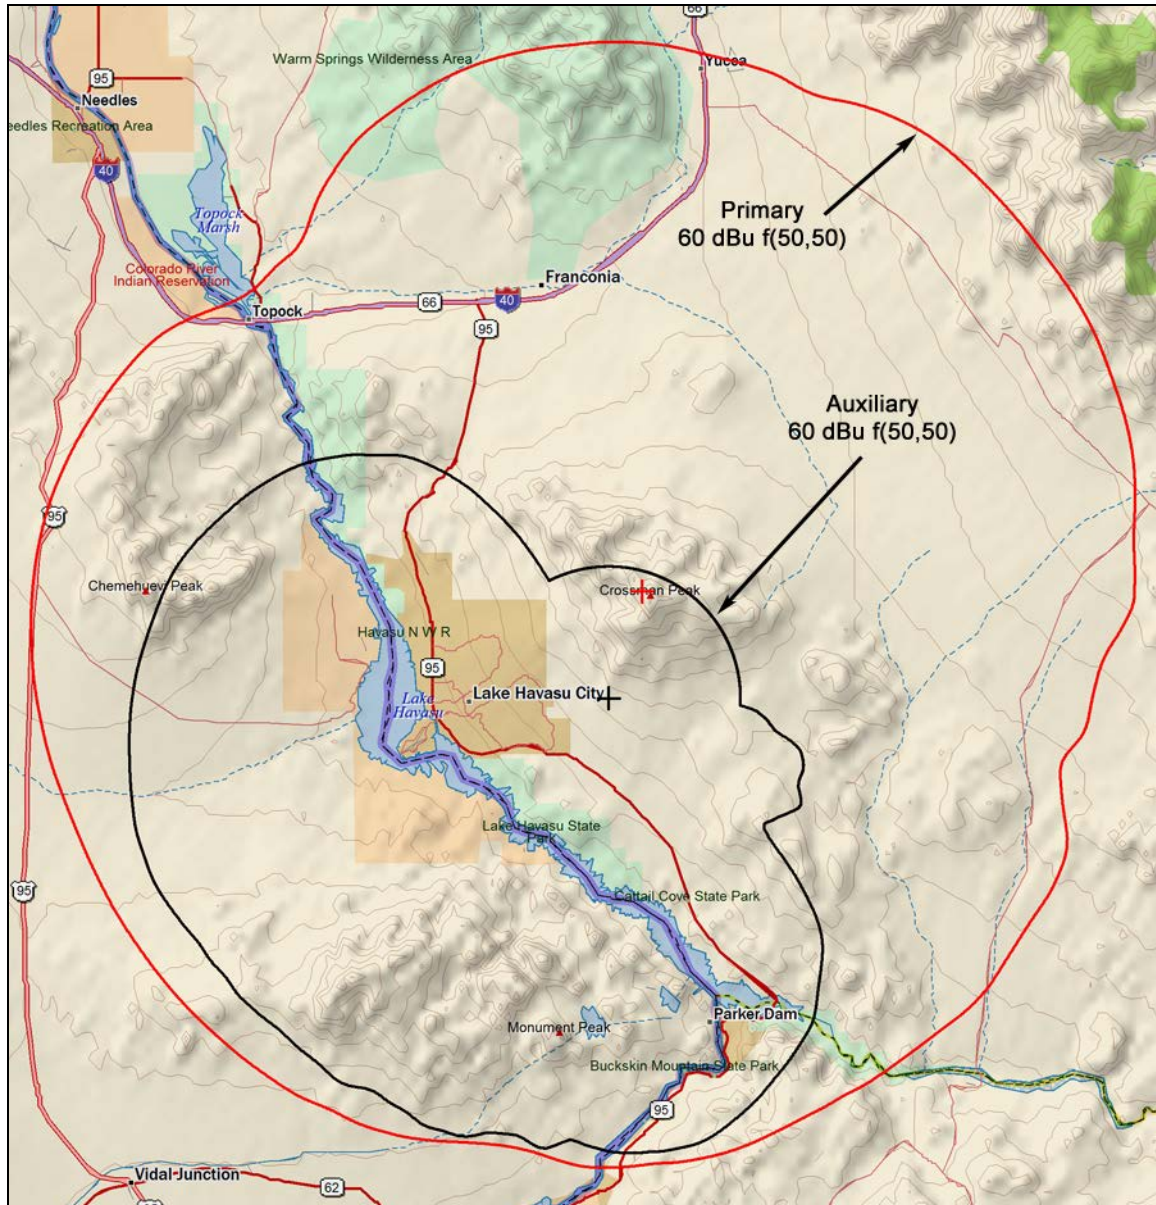 66
Warm Springs Wilderness Area
Yucca
95
Needles
eedles Recreation Area
40
Primary
60 dBu f(50,50)
Topock
Marsh
Colorado River
Indian Reservation
Franconia
66
40
Topock
95
Auxiliary
60 dBu f(50,50)
95
Chemehuevi Peak
Crossman Peak
Havasu N W R
95
Lake Havasu City
Lake
Havasu
Lake Havasu State
Park
95
Cattail Cove State Park
Parker Dam
Monument Peak
Buckskin Mountain State Park
95
Vidal Junction
62